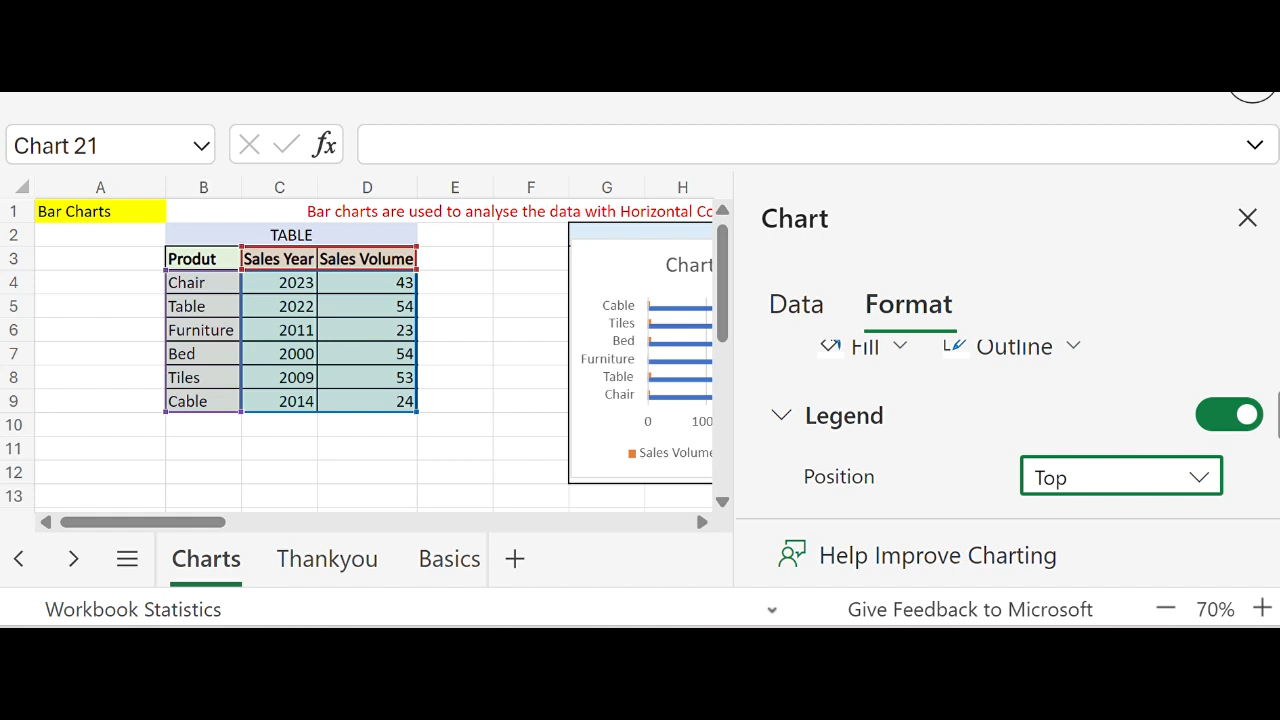 Chart 21
fx
A B C D E F G H
1 Bar Charts Bar charts are used to analyse the data with Horizontal Co
2 TABLE
3 Produt Sales Year Sales Volume
4 Chair 2023 43
5 Table 2022 54
6 Furniture 2011 23
7 Bed 2000 54
8 Tiles 2009 53
9 Cable 2014 24
10
11
12
13
Chart
Cable
Tiles
Bed
Furniture
Table
Chair
0 100
Sales Volume
Chart
Data Format
Fill Outline
Legend
Position Top
Help Improve Charting
Charts Thankyou Basics
Workbook Statistics Give Feedback to Microsoft 70%